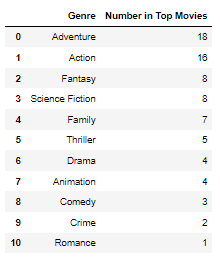 Genre Number in Top Movies
0 Adventure 18
1 Action 16
2 Fantasy 8
3 Science Fiction 8
4 Family 7
5 Thriller 5
6 Drama 4
7 Animation 4
8 Comedy 3
9 Crime 2
10 Romance 1